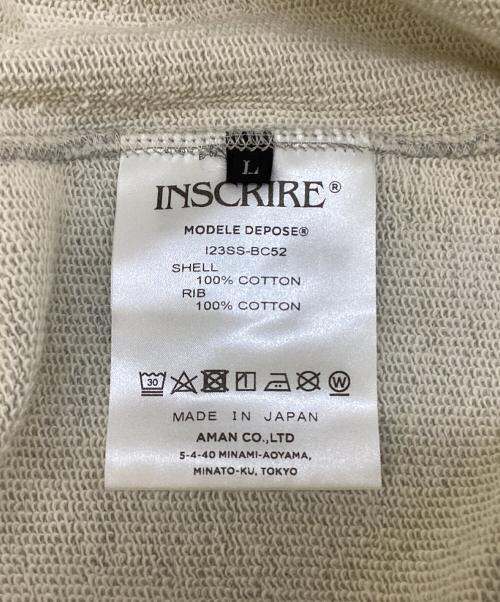 L
INSCRIRE®
MODELE DEPOSE®
I23SS-BC52
SHELL
100% COTTON
RIB
100% COTTON
30 W
MADE IN JAPAN
AMAN CO.,LTD
5-4-40 MINAMI-AOYAMA,
MINATO-KU, TOKYO